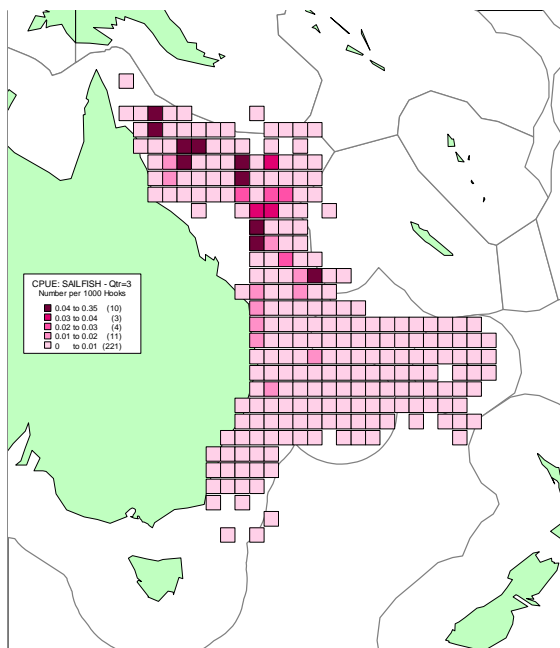 CPUE: SAILFISH - Qtr=3
Number per 1000 Hooks
0.04 to 0.35 (10)
0.03 to 0.04 (3)
0.02 to 0.03 (4)
0.01 to 0.02 (11)
0 to 0.01 (221)